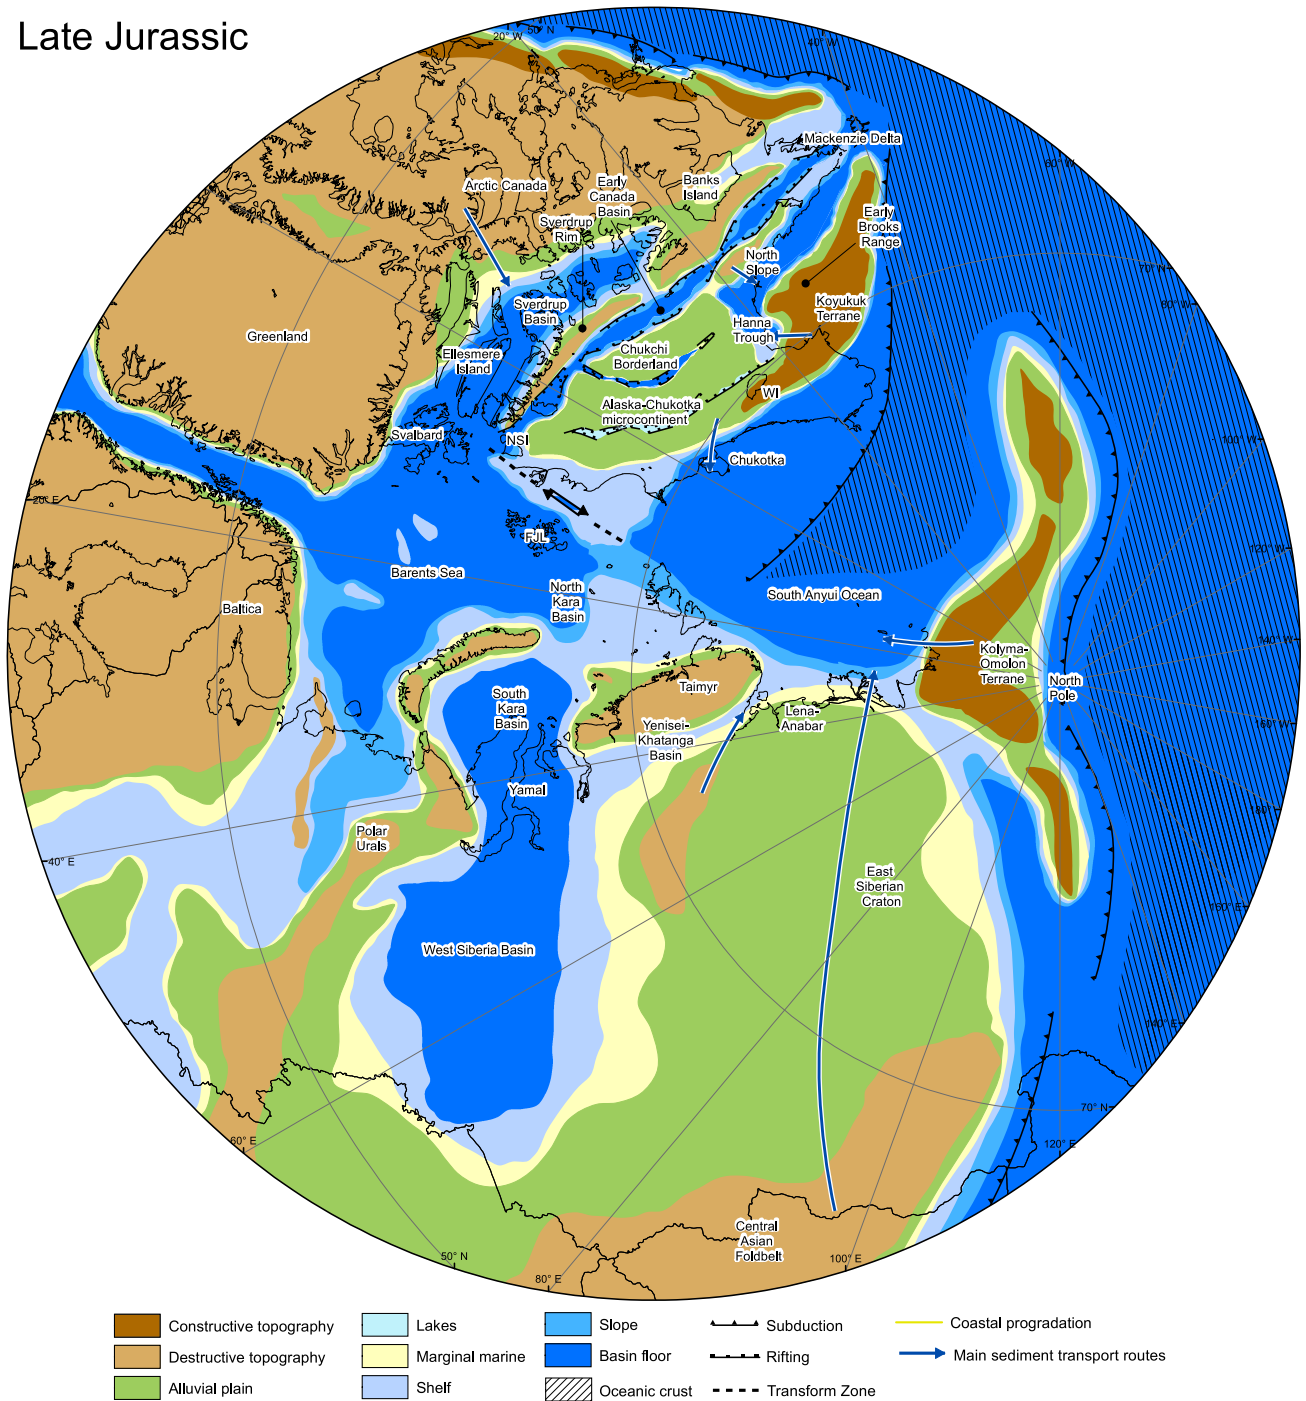 Late Jurassic
20° W
50° N
40° W
60° W
70° N
80° W
100° W
120° W
140° W
160° W
180°
160° E
140° E
70° N
120° E
100° E
80° E
50° N
60° E
40° E
20° E
Mackenzie Delta
Arctic Canada
Early
Canada
Basin
Banks
Island
Sverdrup
Rim
Early
Brooks
Range
North
Slope
Koyukuk
Terrane
Sverdrup
Basin
Hanna
Trough
Greenland
Ellesmere
Island
Chukchi
Borderland
WI
Alaska-Chukotka
microcontinent
Svalbard
NSI
Chukotka
FJL
Barents Sea
North
Kara
Basin
South Anyui Ocean
Baltica
Kolyma-
Omolon
Terrane
North
Pole
Taimyr
South
Kara
Basin
Lena-
Anabar
Yenisei-
Khatanga
Basin
Yamal
Polar
Urals
East
Siberian
Craton
West Siberia Basin
Central
Asian
Foldbelt
Constructive topography
Lakes
Slope
Subduction
Coastal progradation
Destructive topography
Marginal marine
Basin floor
Rifting
Main sediment transport routes
Alluvial plain
Shelf
Oceanic crust
Transform Zone